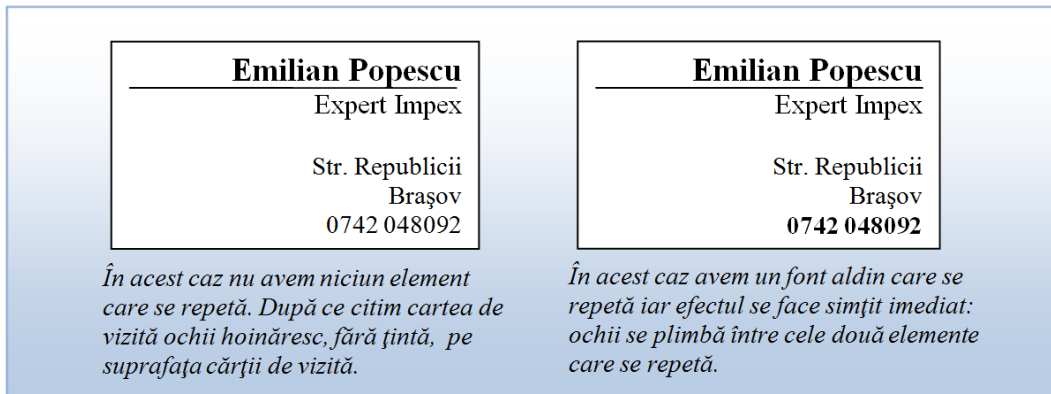 Emilian Popescu
Expert Impex
Str. Republicii
Braşov
0742 048092
În acest caz nu avem niciun element
care se repetă. După ce citim cartea de
vizită ochii hoinăresc, fără ţintă, pe
suprafaţa cărţii de vizită.
Emilian Popescu
Expert Impex
Str. Republicii
Braşov
0742 048092
În acest caz avem un font aldin care se
repetă iar efectul se face simţit imediat:
ochii se plimbă între cele două elemente
care se repetă.